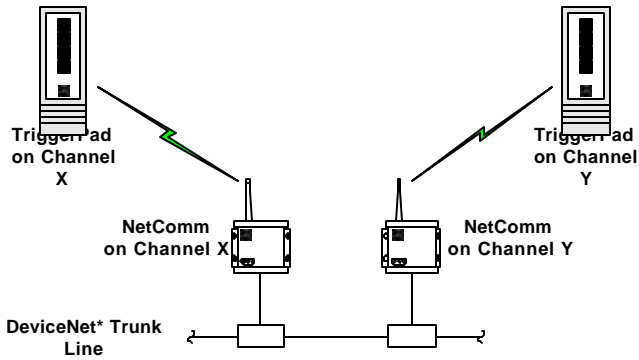 TriggerPad
on Channel
X
TriggerPad
on Channel
Y
NetComm
on Channel X
NetComm
on Channel Y
DeviceNet* Trunk
Line